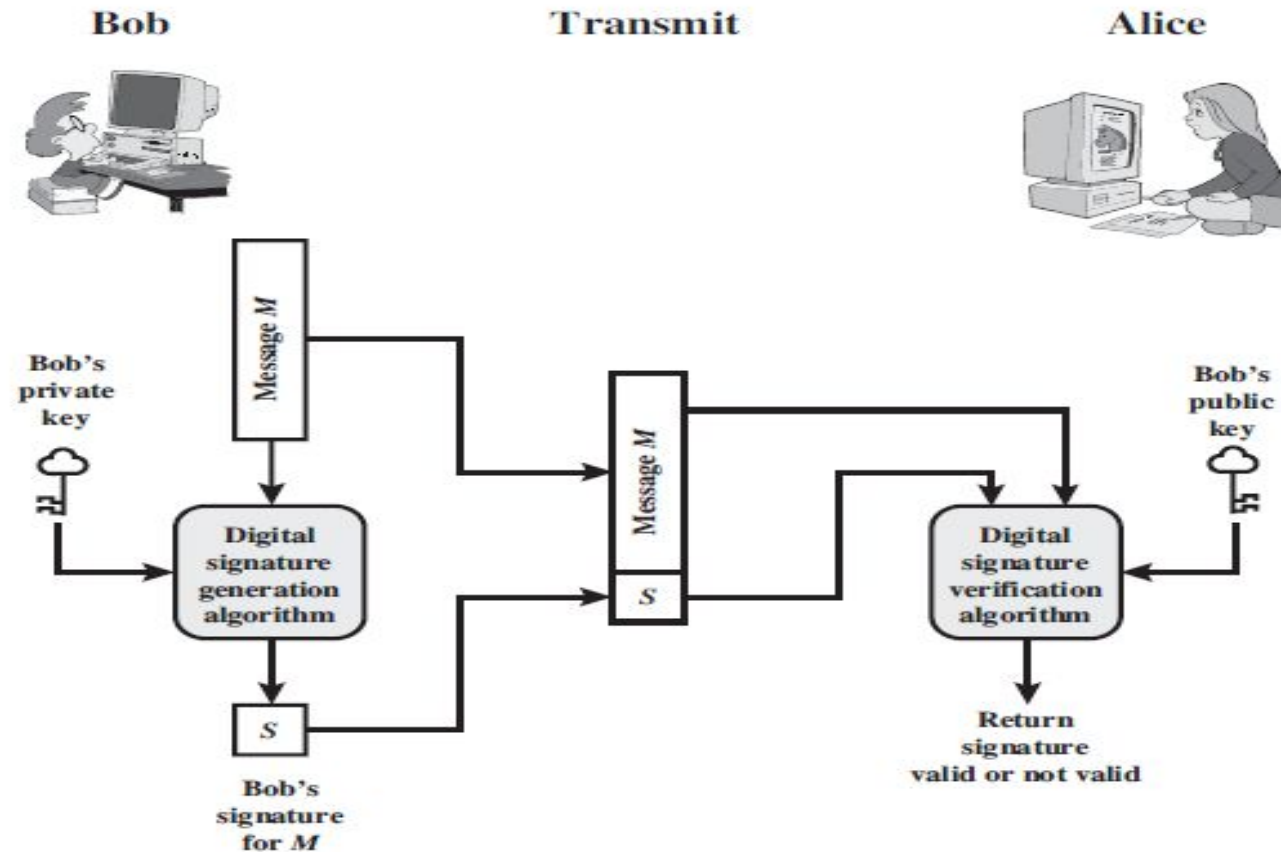 Bob
Transmit
Alice
Message M
Bob's
private
key
Digital
signature
generation
algorithm
S
Bob's
signature
for M
Message M
S
Bob's
public
key
Digital
signature
verification
algorithm
Return
signature
valid or not valid